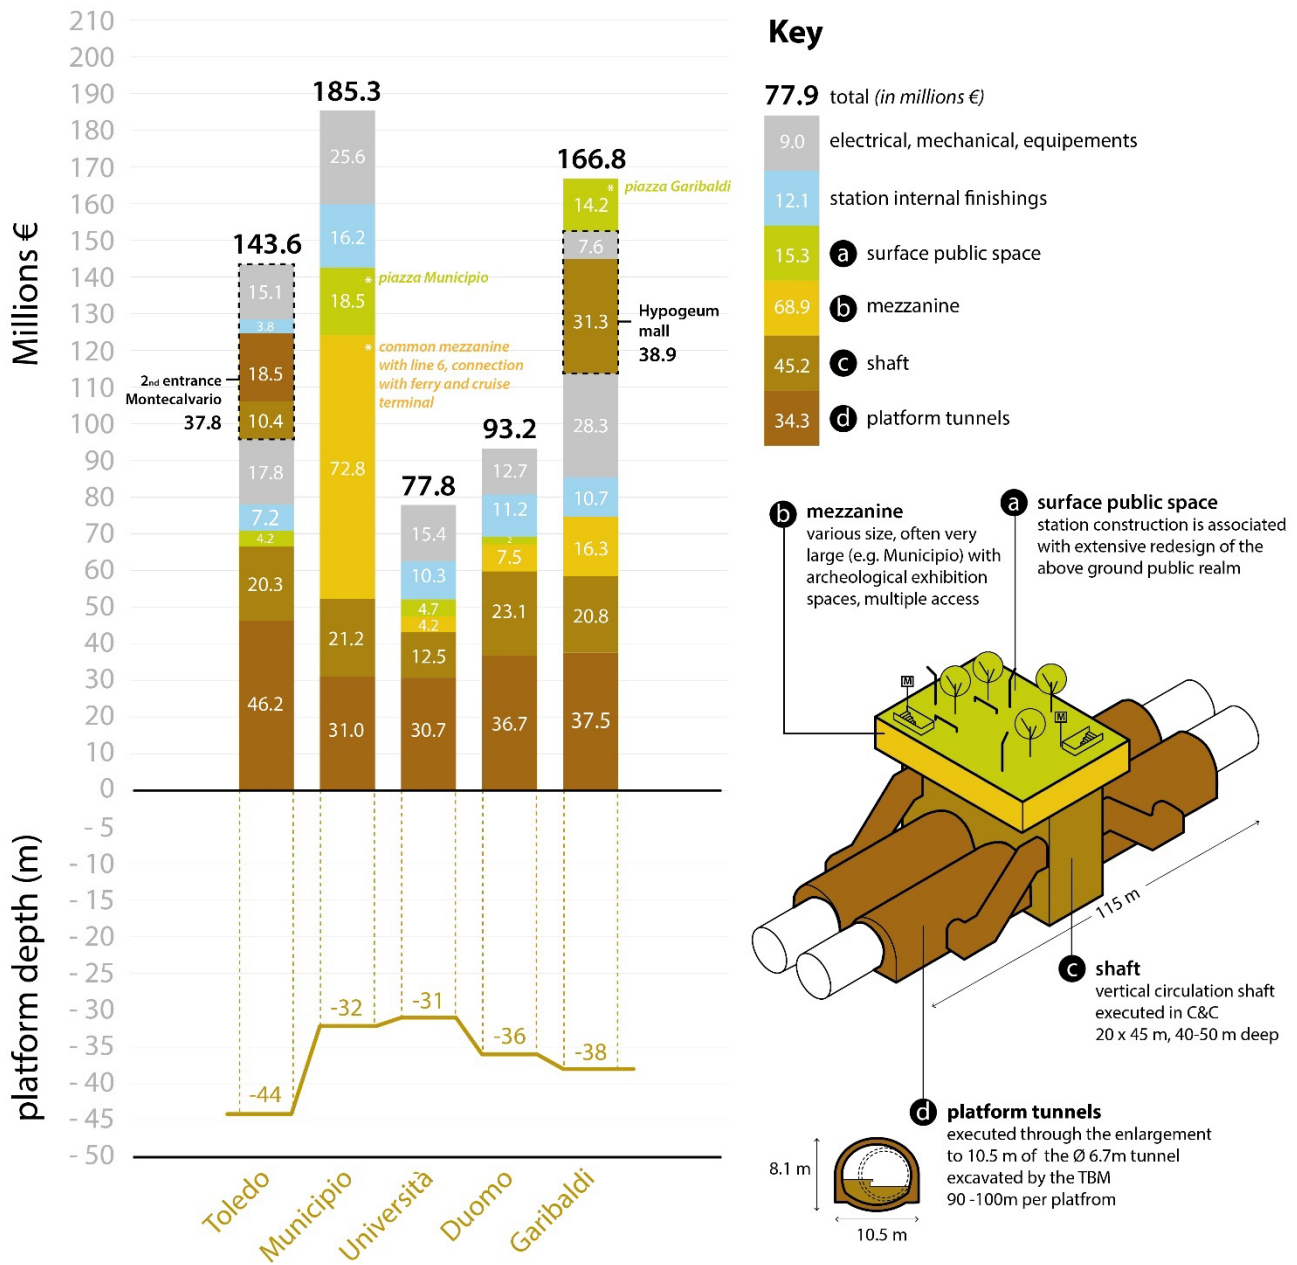 Millions €
210
200
190
180
170
160
150
140
130
120
110
100
90
80
70
60
50
40
30
20
10
0
143.6
15.1
3.8
18.5
10.4
2nd entrance
Montecalvario
37.8
17.8
7.2
4.2
20.3
46.2
185.3
25.6
16.2
18.5
* piazza Municipio
* common mezzanine
with line 6, connection
with ferry and cruise
terminal
72.8
21.2
31.0
77.8
15.4
10.3
4.7
4.2
12.5
30.7
93.2
12.7
11.2
2
7.5
23.1
36.7
166.8
* piazza Garibaldi
14.2
7.6
31.3
Hypogeum
mall
38.9
28.3
10.7
16.3
20.8
37.5
platform depth (m)
- 5
- 10
- 15
- 20
- 25
- 30
- 35
- 40
- 45
- 50
-44
-32
-31
-36
-38
Toledo
Municipio
Università
Duomo
Garibaldi
Key
77.9 total (in millions €)
9.0 electrical, mechanical, equipements
12.1 station internal finishings
15.3 a surface public space
68.9 b mezzanine
45.2 c shaft
34.3 d platform tunnels
b mezzanine
various size, often very
large (e.g. Municipio) with
archeological exhibition
spaces, multiple access
a surface public space
station construction is associated
with extensive redesign of the
above ground public realm
M
M
115 m
c shaft
vertical circulation shaft
executed in C&C
20 x 45 m, 40-50 m deep
d platform tunnels
executed through the enlargement
to 10.5 m of the Ø 6.7m tunnel
excavated by the TBM
90 -100m per platfrom
8.1 m
10.5 m